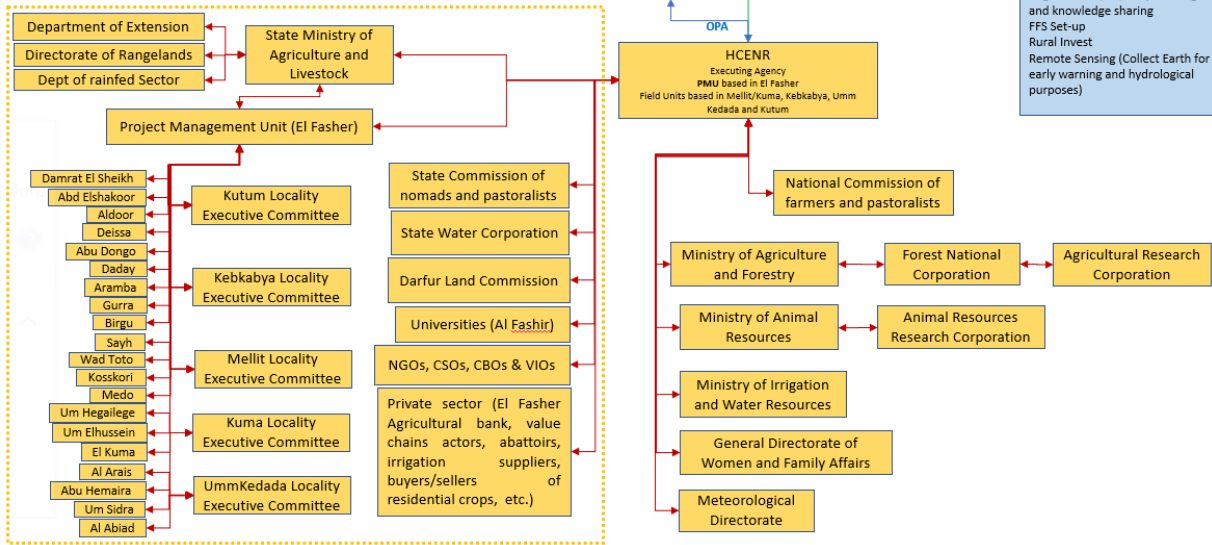 Department of Extension
Directorate of Rangelands
Dept of rainfed Sector
State Ministry of
Agriculture and
Livestock
Project Management Unit (El Fasher)
Damrat El Sheikh
Abd Elshakoor
Aldoor
Deissa
Abu Dongo
Daday
Aramba
Gurra
Birgu
Sayh
Wad Toto
Kosskori
Medo
Um Hegailege
Um Elhussein
El Kuma
Al Arais
Abu Hemaira
Um Sidra
Al Abiad
Kutum Locality
Executive Committee
Kebkabya Locality
Executive Committee
Mellit Locality
Executive Committee
Kuma Locality
Executive Committee
UmmKedada Locality
Executive Committee
State Commission of
nomads and pastoralists
State Water Corporation
Darfur Land Commission
Universities (Al Fashir)
NGOs, CSOs, CBOs & VIOs
Private sector (El Fasher
Agricultural bank, value
chains actors, abattoirs,
irrigation suppliers,
buyers/sellers of
residential crops, etc.)
OPA
HCENR
Executing Agency
PMU based in El Fasher
Field Units based in Mellit/Kuma, Kebkabya, Umm
Kedada and Kutum
National Commission of
farmers and pastoralists
Ministry of Agriculture
and Forestry
Forest National
Corporation
Agricultural Research
Corporation
Ministry of Animal
Resources
Animal Resources
Research Corporation
Ministry of Irrigation
and Water Resources
General Directorate of
Women and Family Affairs
Meteorological
Directorate
and knowledge sharing
FFS Set-up
Rural Invest
Remote Sensing (Collect Earth for
early warning and hydrological
purposes)